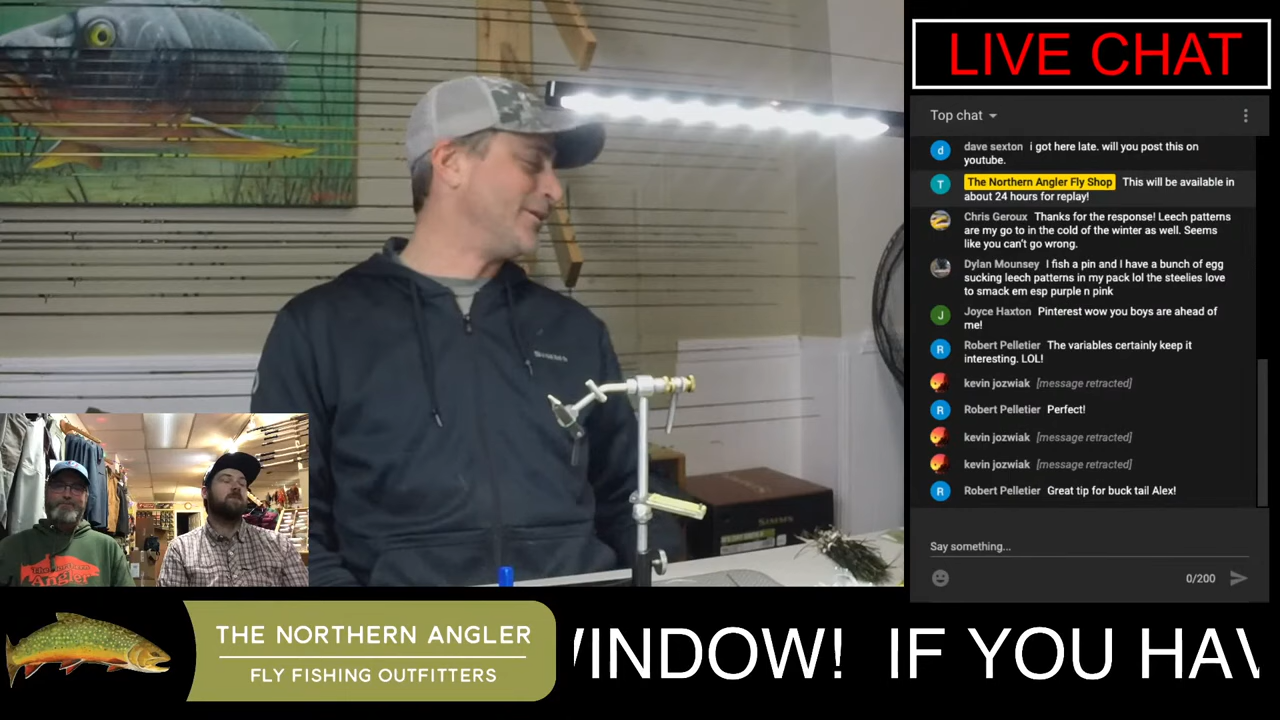 LIVE CHAT
Top chat
dave sexton i got here late. will you post this on
youtube.
The Northern Angler Fly Shop This will be available in
about 24 hours for replay!
Chris Geroux Thanks for the response! Leech patterns
are my go to in the cold of the winter as well. Seems
like you can't go wrong.
Dylan Mounsey I fish a pin and I have a bunch of egg
sucking leech patterns in my pack lol the steelies love
to smack em esp purple n pink
Joyce Haxton Pinterest wow you boys are ahead of
me!
Robert Pelletier The variables certainly keep it
interesting. LOL!
kevin jozwiak [message retracted]
Robert Pelletier Perfect!
kevin jozwiak [message retracted]
kevin jozwiak [message retracted]
Robert Pelletier Great tip for buck tail Alex!
Say something...
0/200
SIMMS
SIMMS
Angler
THE NORTHERN ANGLER
FLY FISHING OUTFITTERS
INDOW! IF YOU HAV